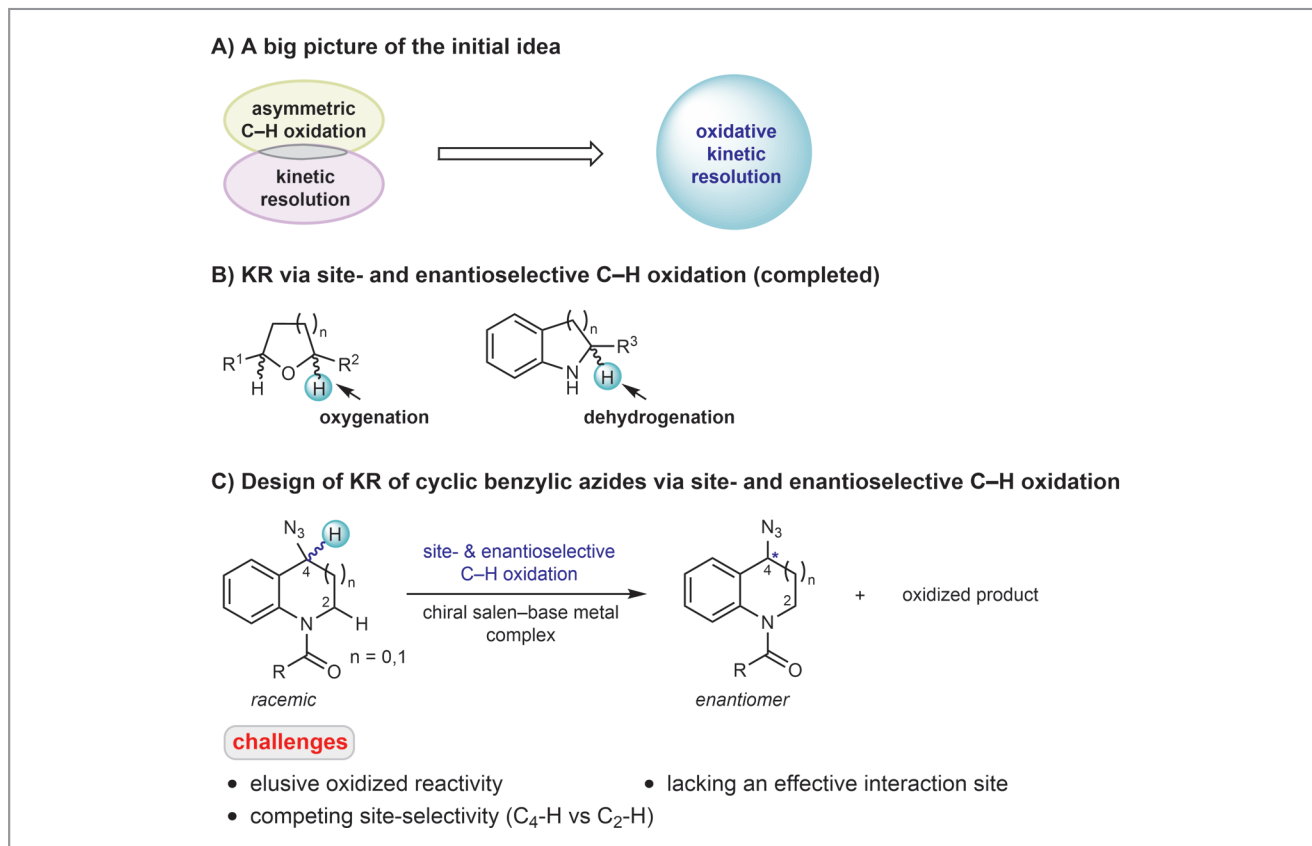 A) A big picture of the initial idea
asymmetric
C–H oxidation
kinetic
resolution
oxidative
kinetic
resolution
B) KR via site- and enantioselective C–H oxidation (completed)
R¹
H
O
( )n
R²
H
oxygenation
( )n
R³
N
H
H
dehydrogenation
C) Design of KR of cyclic benzylic azides via site- and enantioselective C–H oxidation
N₃
H
4
( )n
2
N
H
R
O
n = 0,1
racemic
site- & enantioselective
C–H oxidation
chiral salen–base metal
complex
N₃
*
4
( )n
2
N
R
O
enantiomer
+
oxidized product
challenges
• elusive oxidized reactivity
• lacking an effective interaction site
• competing site-selectivity (C₄-H vs C₂-H)